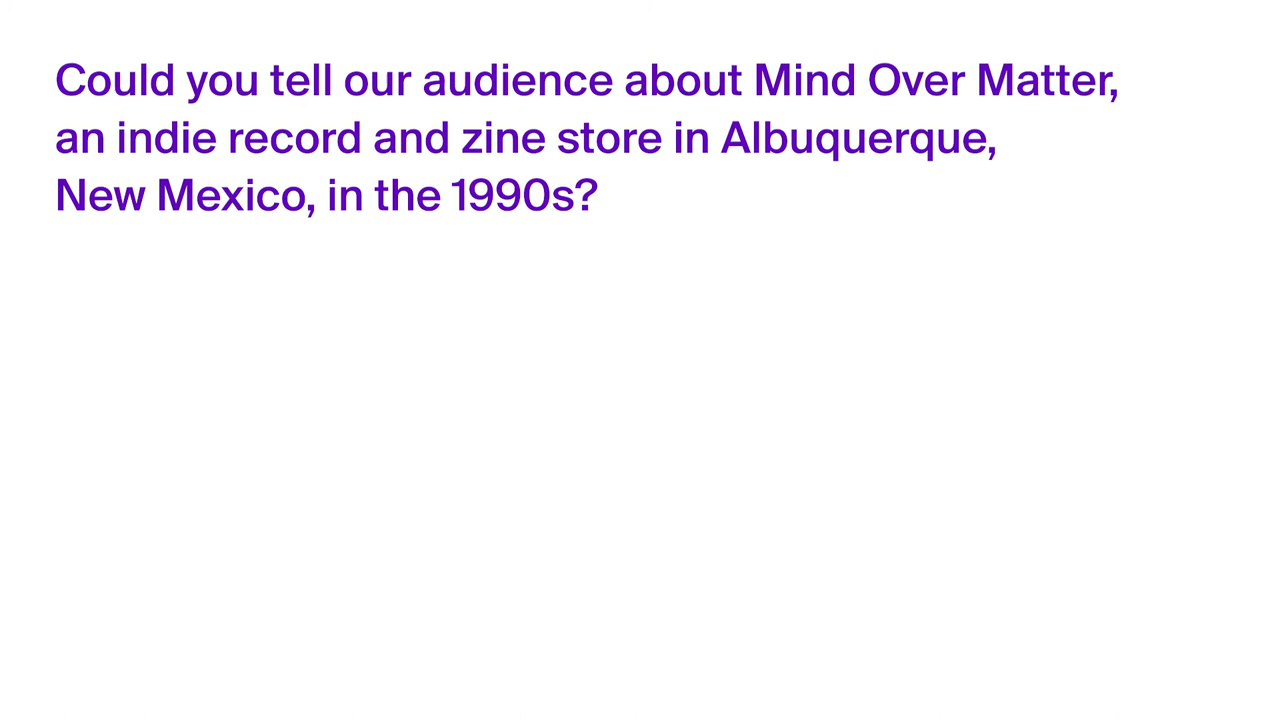 Could you tell our audience about Mind Over Matter,
an indie record and zine store in Albuquerque,
New Mexico, in the 1990s?